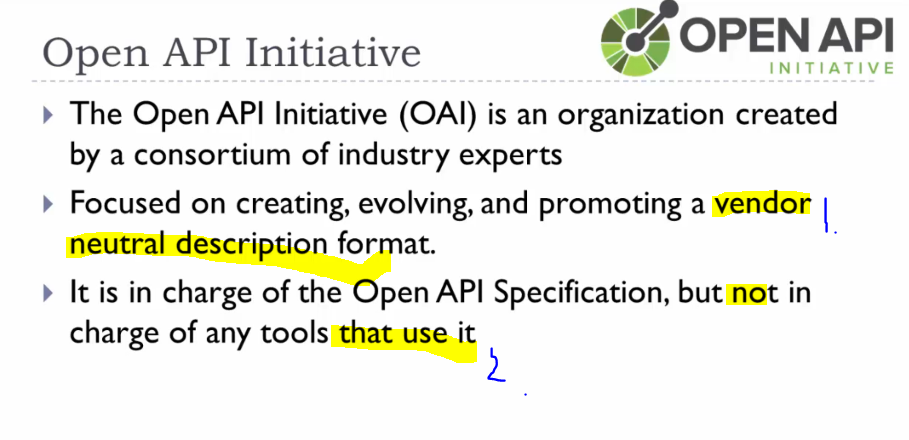 Open API Initiative
OPEN API
INITIATIVE
The Open API Initiative (OAI) is an organization created
by a consortium of industry experts
Focused on creating, evolving, and promoting a vendor
neutral description format.
1.
It is in charge of the Open API Specification, but not in
charge of any tools that use it
2.